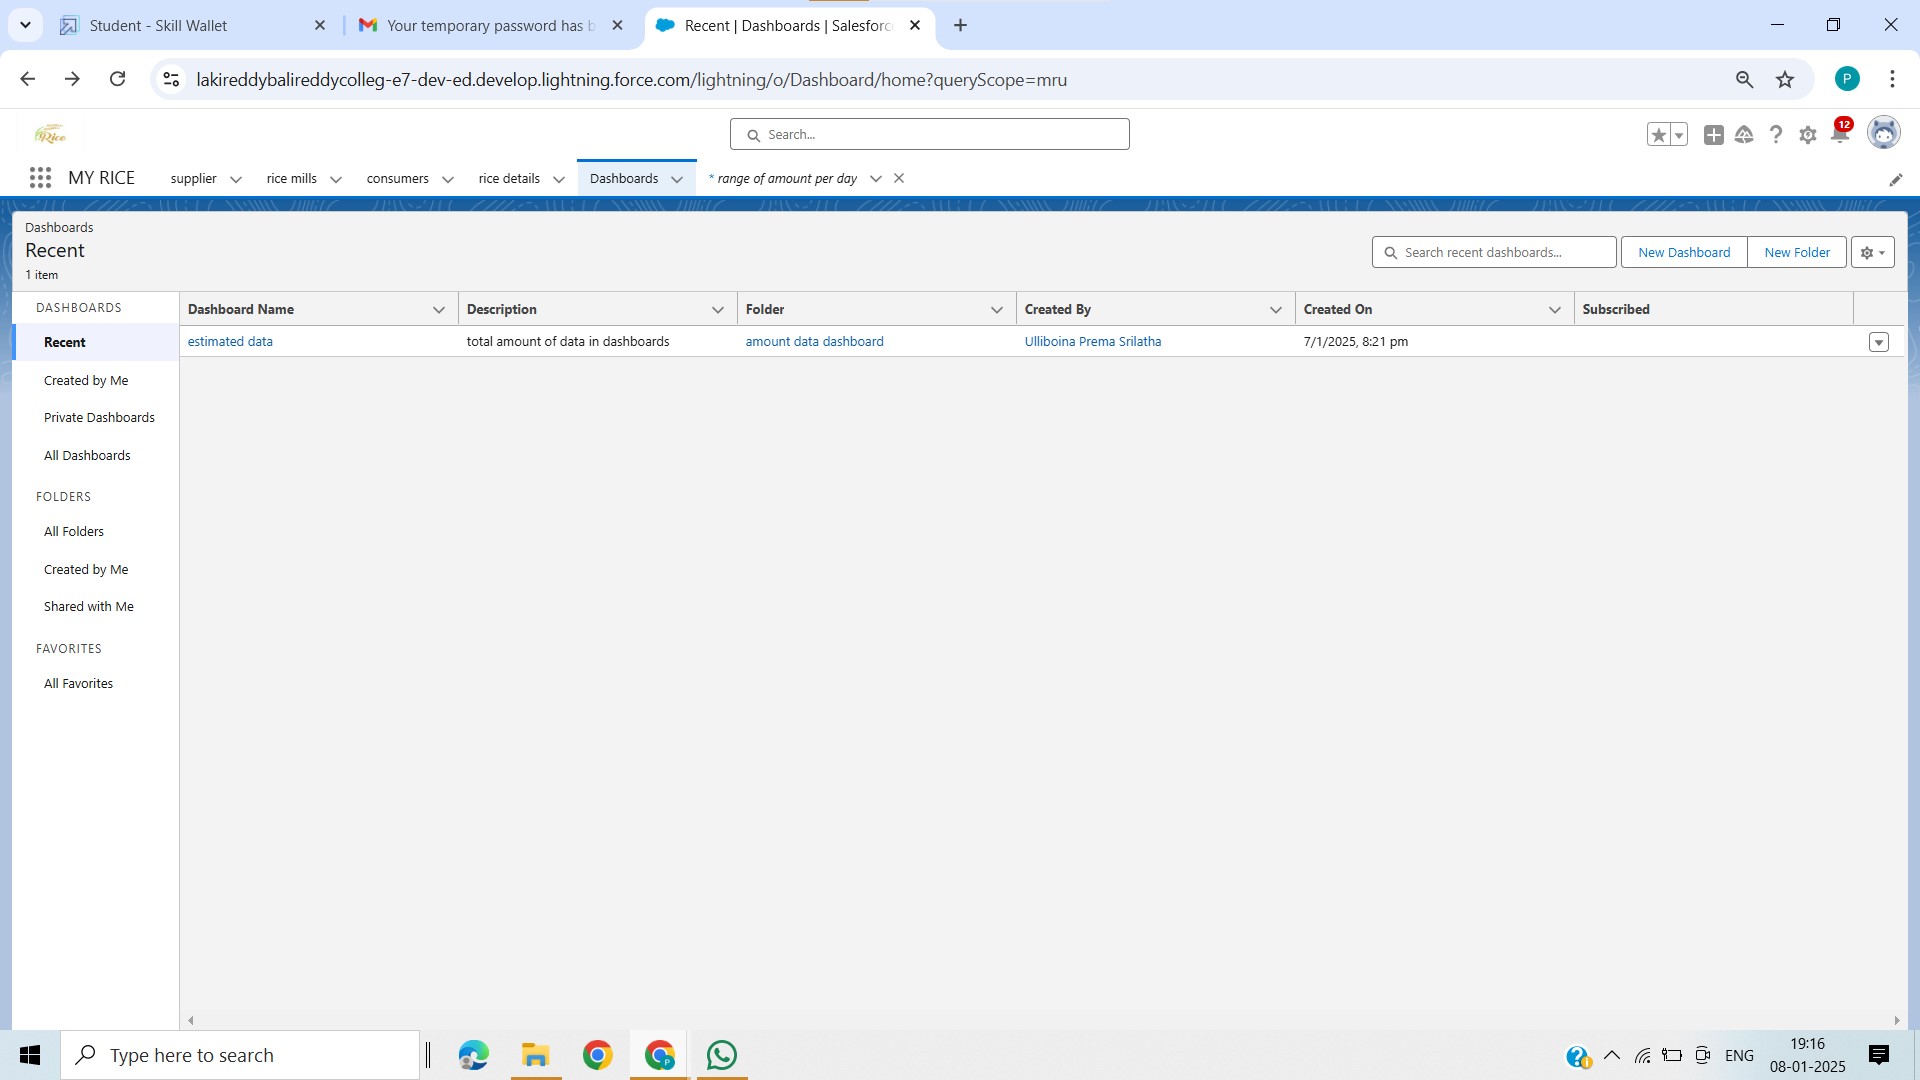 Student - Skill Wallet
Your temporary password has b
Recent | Dashboards | Salesforc
lakireddybalireddycolleg-e7-dev-ed.develop.lightning.force.com/lightning/o/Dashboard/home?queryScope=mru
P
Rice
Search...
12
MY RICE
supplier
rice mills
consumers
rice details
Dashboards
* range of amount per day
Dashboards
Recent
1 item
Search recent dashboards...
New Dashboard
New Folder
DASHBOARDS
Recent
Created by Me
Private Dashboards
All Dashboards
FOLDERS
All Folders
Created by Me
Shared with Me
FAVORITES
All Favorites
Dashboard Name
Description
Folder
Created By
Created On
Subscribed
estimated data
total amount of data in dashboards
amount data dashboard
Ulliboina Prema Srilatha
7/1/2025, 8:21 pm
Type here to search
P
ENG
19:16
08-01-2025